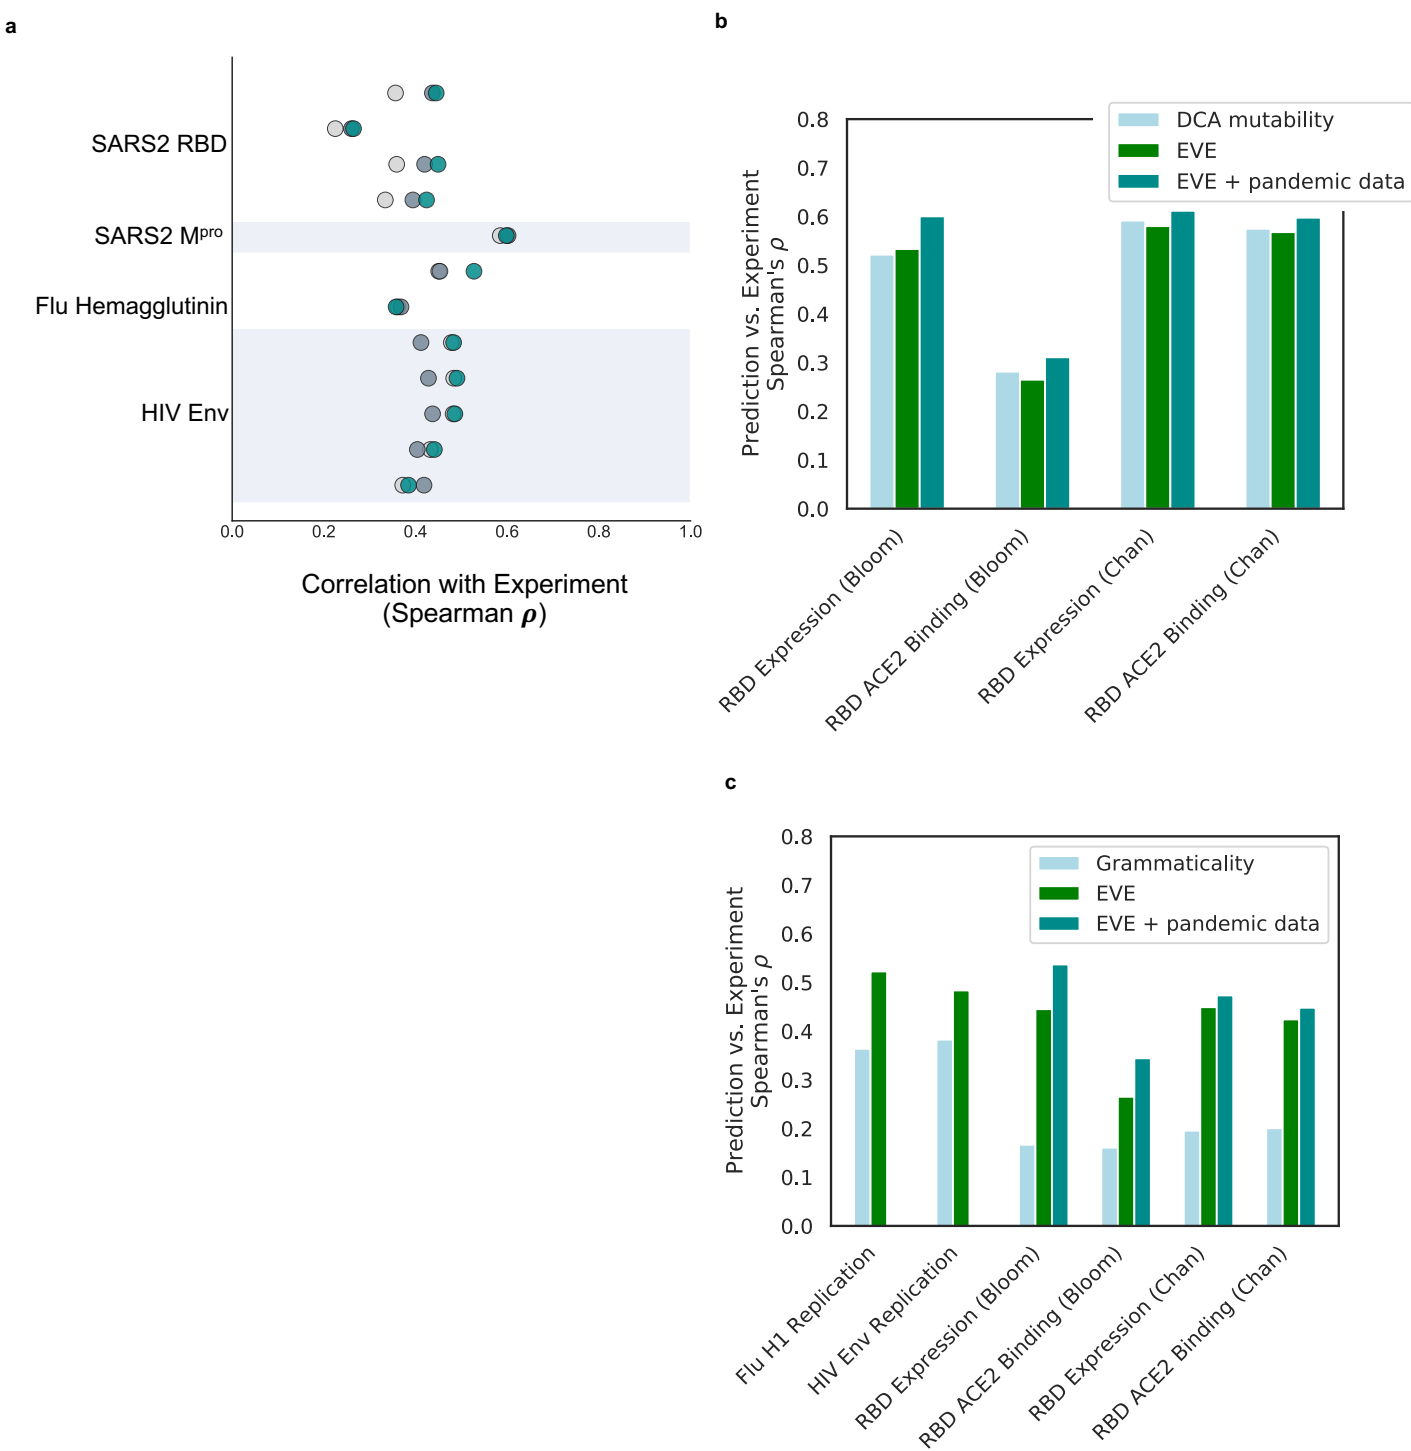 a
SARS2 RBD
SARS2 Mᵖʳᵒ
Flu Hemagglutinin
HIV Env
0.0 0.2 0.4 0.6 0.8 1.0
Correlation with Experiment
(Spearman ρ)
b
DCA mutability
EVE
EVE + pandemic data
0.8
0.7
0.6
0.5
0.4
0.3
0.2
0.1
0.0
Prediction vs. Experiment
Spearman's ρ
RBD Expression (Bloom)
RBD ACE2 Binding (Bloom)
RBD Expression (Chan)
RBD ACE2 Binding (Chan)
c
Grammaticality
EVE
EVE + pandemic data
0.8
0.7
0.6
0.5
0.4
0.3
0.2
0.1
0.0
Prediction vs. Experiment
Spearman's ρ
Flu H1 Replication
HIV Env Replication
RBD Expression (Bloom)
RBD ACE2 Binding (Bloom)
RBD Expression (Chan)
RBD ACE2 Binding (Chan)